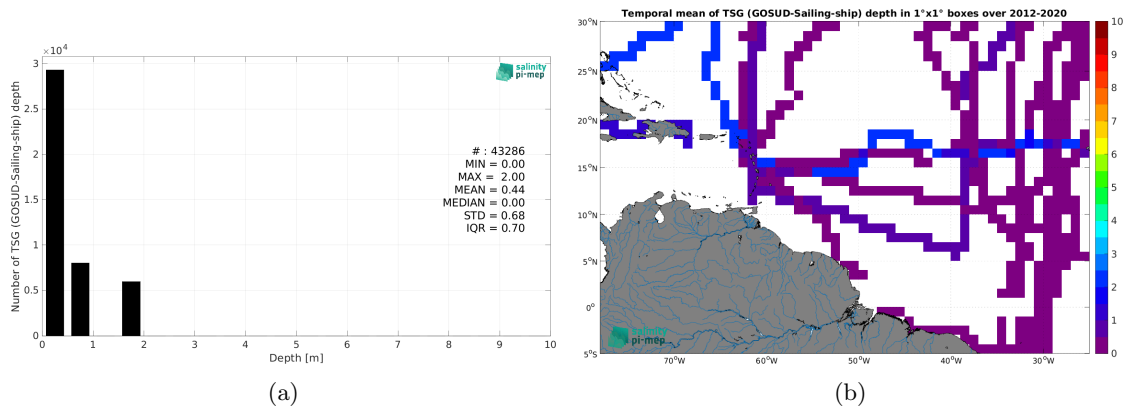 ×10⁴
3
2.5
2
1.5
1
0.5
0
Number of TSG (GOSUD-Sailing-ship) depth
salinity
pi-mep
# : 43286
MIN = 0.00
MAX = 2.00
MEAN = 0.44
MEDIAN = 0.00
STD = 0.68
IQR = 0.70
0 1 2 3 4 5 6 7 8 9 10
Depth [m]
(a)
Temporal mean of TSG (GOSUD-Sailing-ship) depth in 1°x1° boxes over 2012-2020
30°N
25°N
20°N
15°N
10°N
5°N
0°
5°S
70°W 60°W 50°W 40°W 30°W
salinity
pi-mep
10
9
8
7
6
5
4
3
2
1
0
(b)